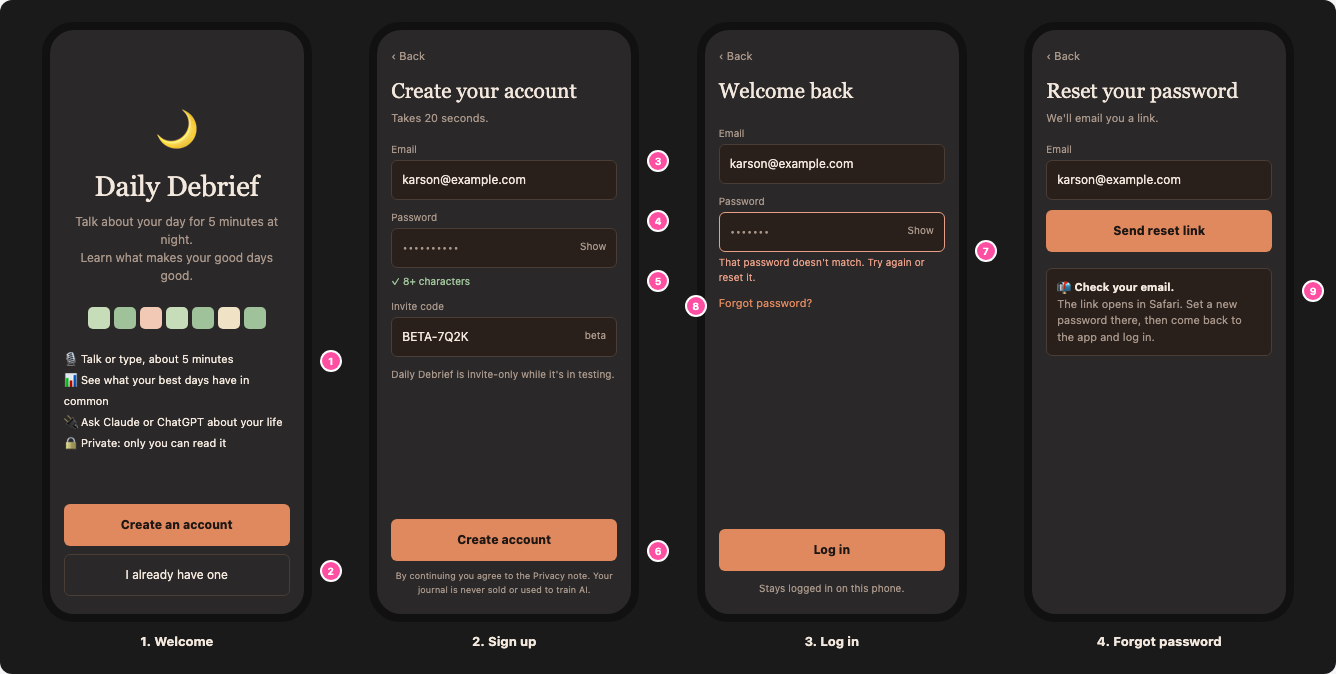 🌙
Daily Debrief
Talk about your day for 5 minutes at
night.
Learn what makes your good days
good.
🎙️ Talk or type, about 5 minutes
📊 See what your best days have in
common
🔌 Ask Claude or ChatGPT about your life
🔒 Private: only you can read it
1
Create an account
I already have one
2
1. Welcome
‹ Back
Create your account
Takes 20 seconds.
Email
karson@example.com
3
Password
•••••••••• Show
4
✓ 8+ characters
5
Invite code
BETA-7Q2K beta
Daily Debrief is invite-only while it's in testing.
Create account
6
By continuing you agree to the Privacy note. Your
journal is never sold or used to train AI.
2. Sign up
‹ Back
Welcome back
Email
karson@example.com
Password
••••••• Show
7
That password doesn't match. Try again or
reset it.
8
Forgot password?
Log in
Stays logged in on this phone.
3. Log in
‹ Back
Reset your password
We'll email you a link.
Email
karson@example.com
Send reset link
📬 Check your email.
The link opens in Safari. Set a new
password there, then come back to
the app and log in.
9
4. Forgot password